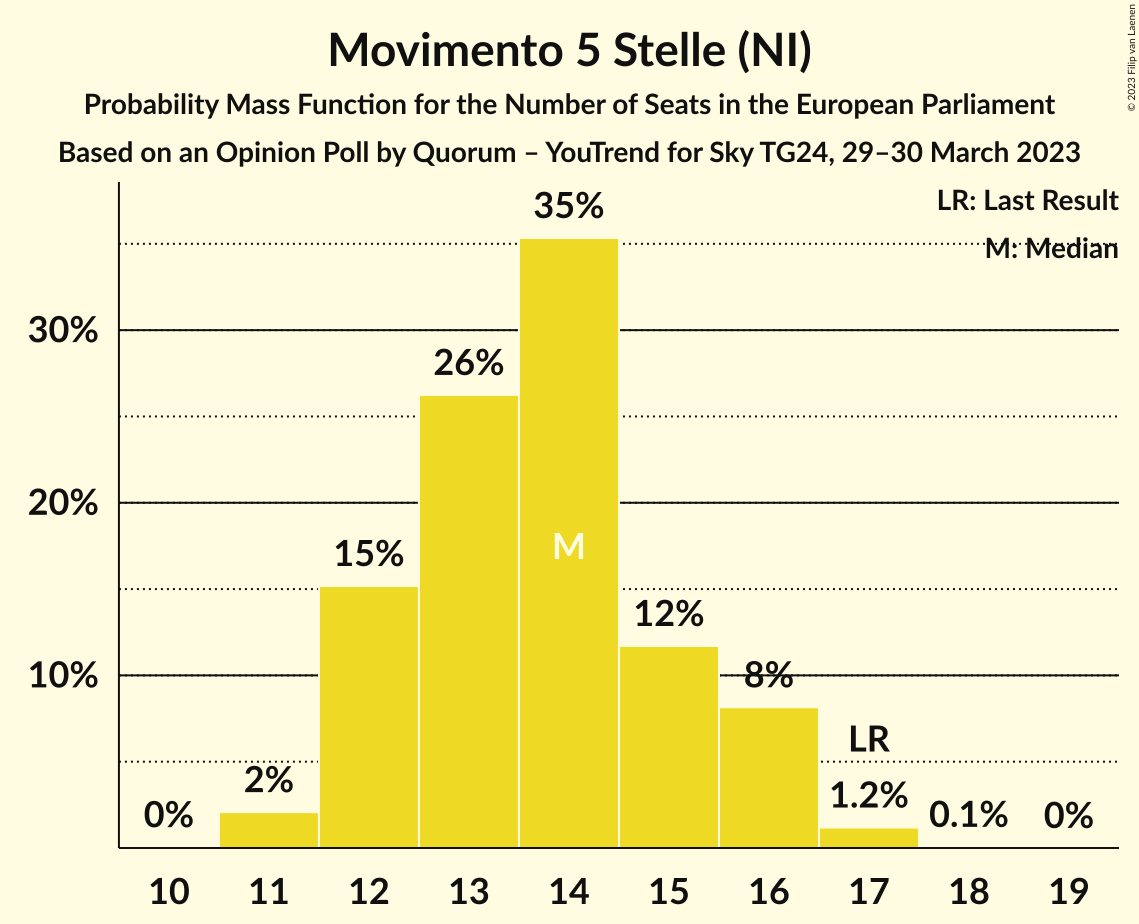 Movimento 5 Stelle (NI)
Probability Mass Function for the Number of Seats in the European Parliament
Based on an Opinion Poll by Quorum – YouTrend for Sky TG24, 29–30 March 2023
© 2023 Filip van Laenen
LR: Last Result
M: Median
35%
30%
26%
20%
15%
M
12%
10%
8%
LR
2%
1.2%
0%
0.1%
0%
10 11 12 13 14 15 16 17 18 19